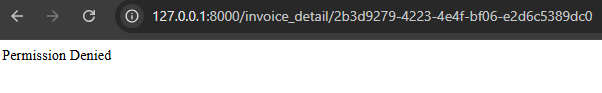 127.0.0.1:8000/invoice_detail/2b3d9279-4223-4e4f-bf06-e2d6c5389dc0
Permission Denied